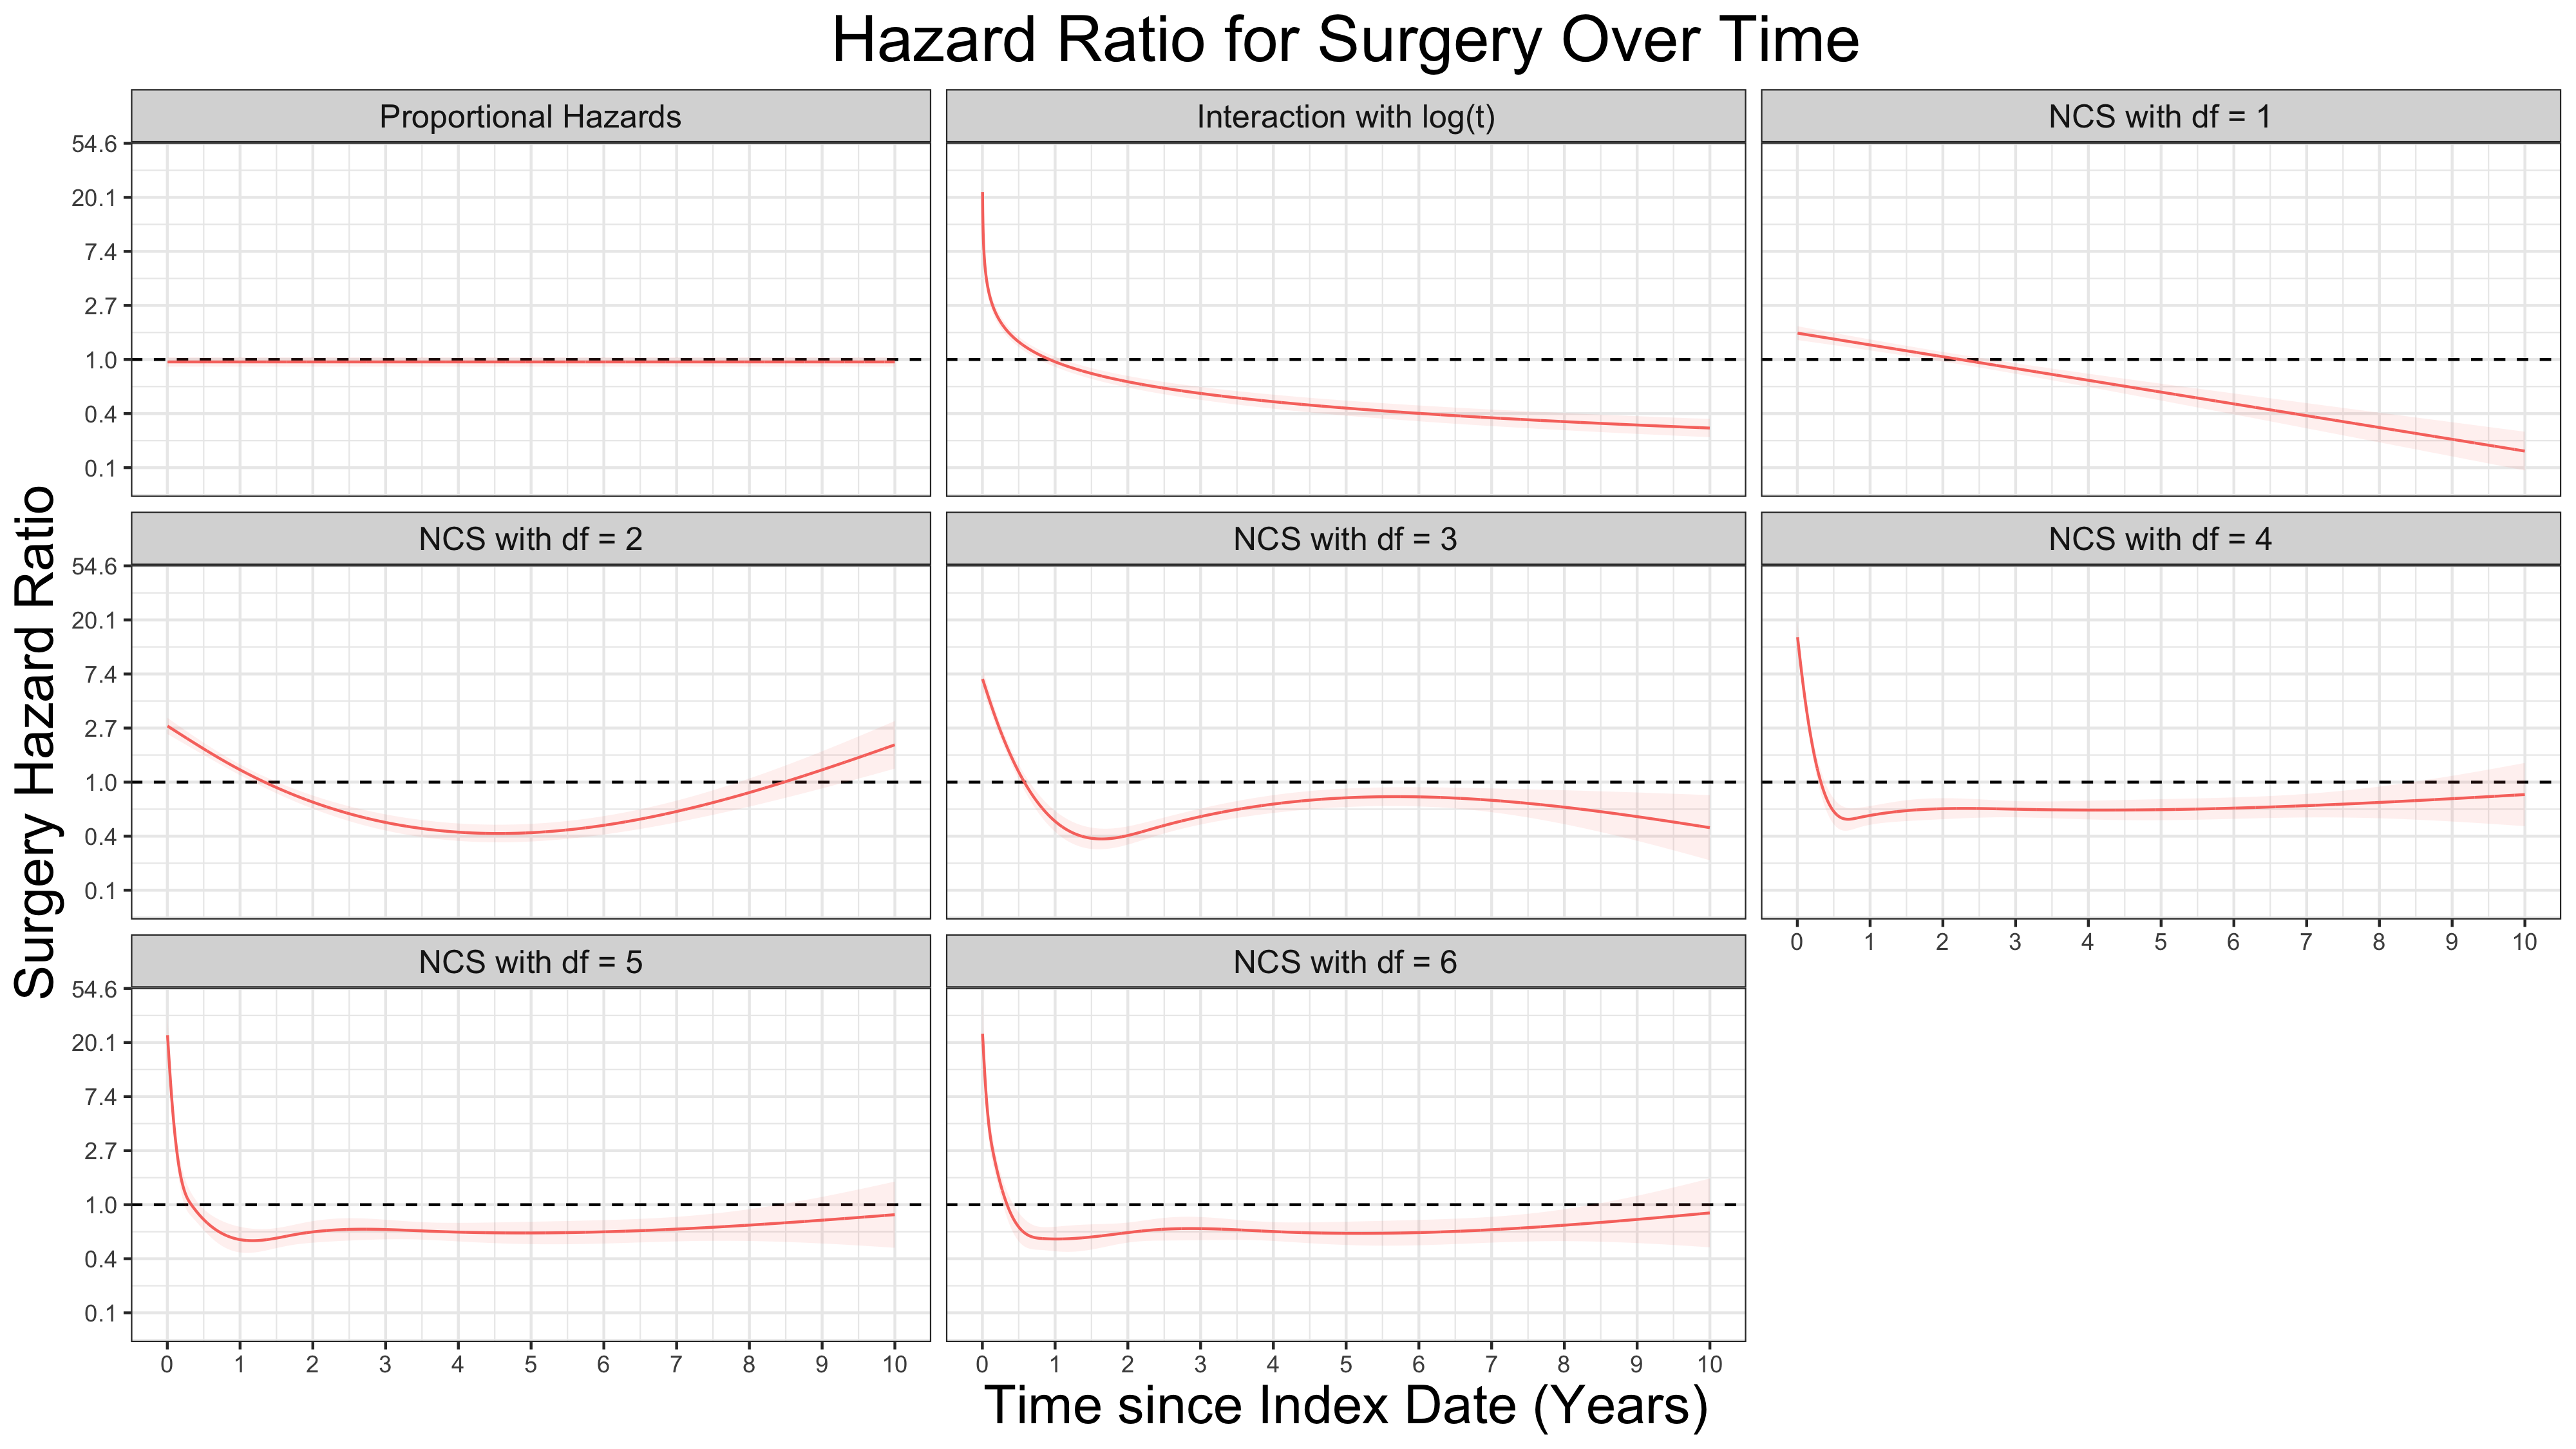 Hazard Ratio for Surgery Over Time
Proportional Hazards
Interaction with log(t)
NCS with df = 1
54.6
20.1
7.4
2.7
1.0
0.4
0.1
NCS with df = 2
NCS with df = 3
NCS with df = 4
54.6
20.1
7.4
2.7
1.0
0.4
0.1
0 1 2 3 4 5 6 7 8 9 10
NCS with df = 5
NCS with df = 6
54.6
20.1
7.4
2.7
1.0
0.4
0.1
0 1 2 3 4 5 6 7 8 9 10
0 1 2 3 4 5 6 7 8 9 10
Surgery Hazard Ratio
Time since Index Date (Years)